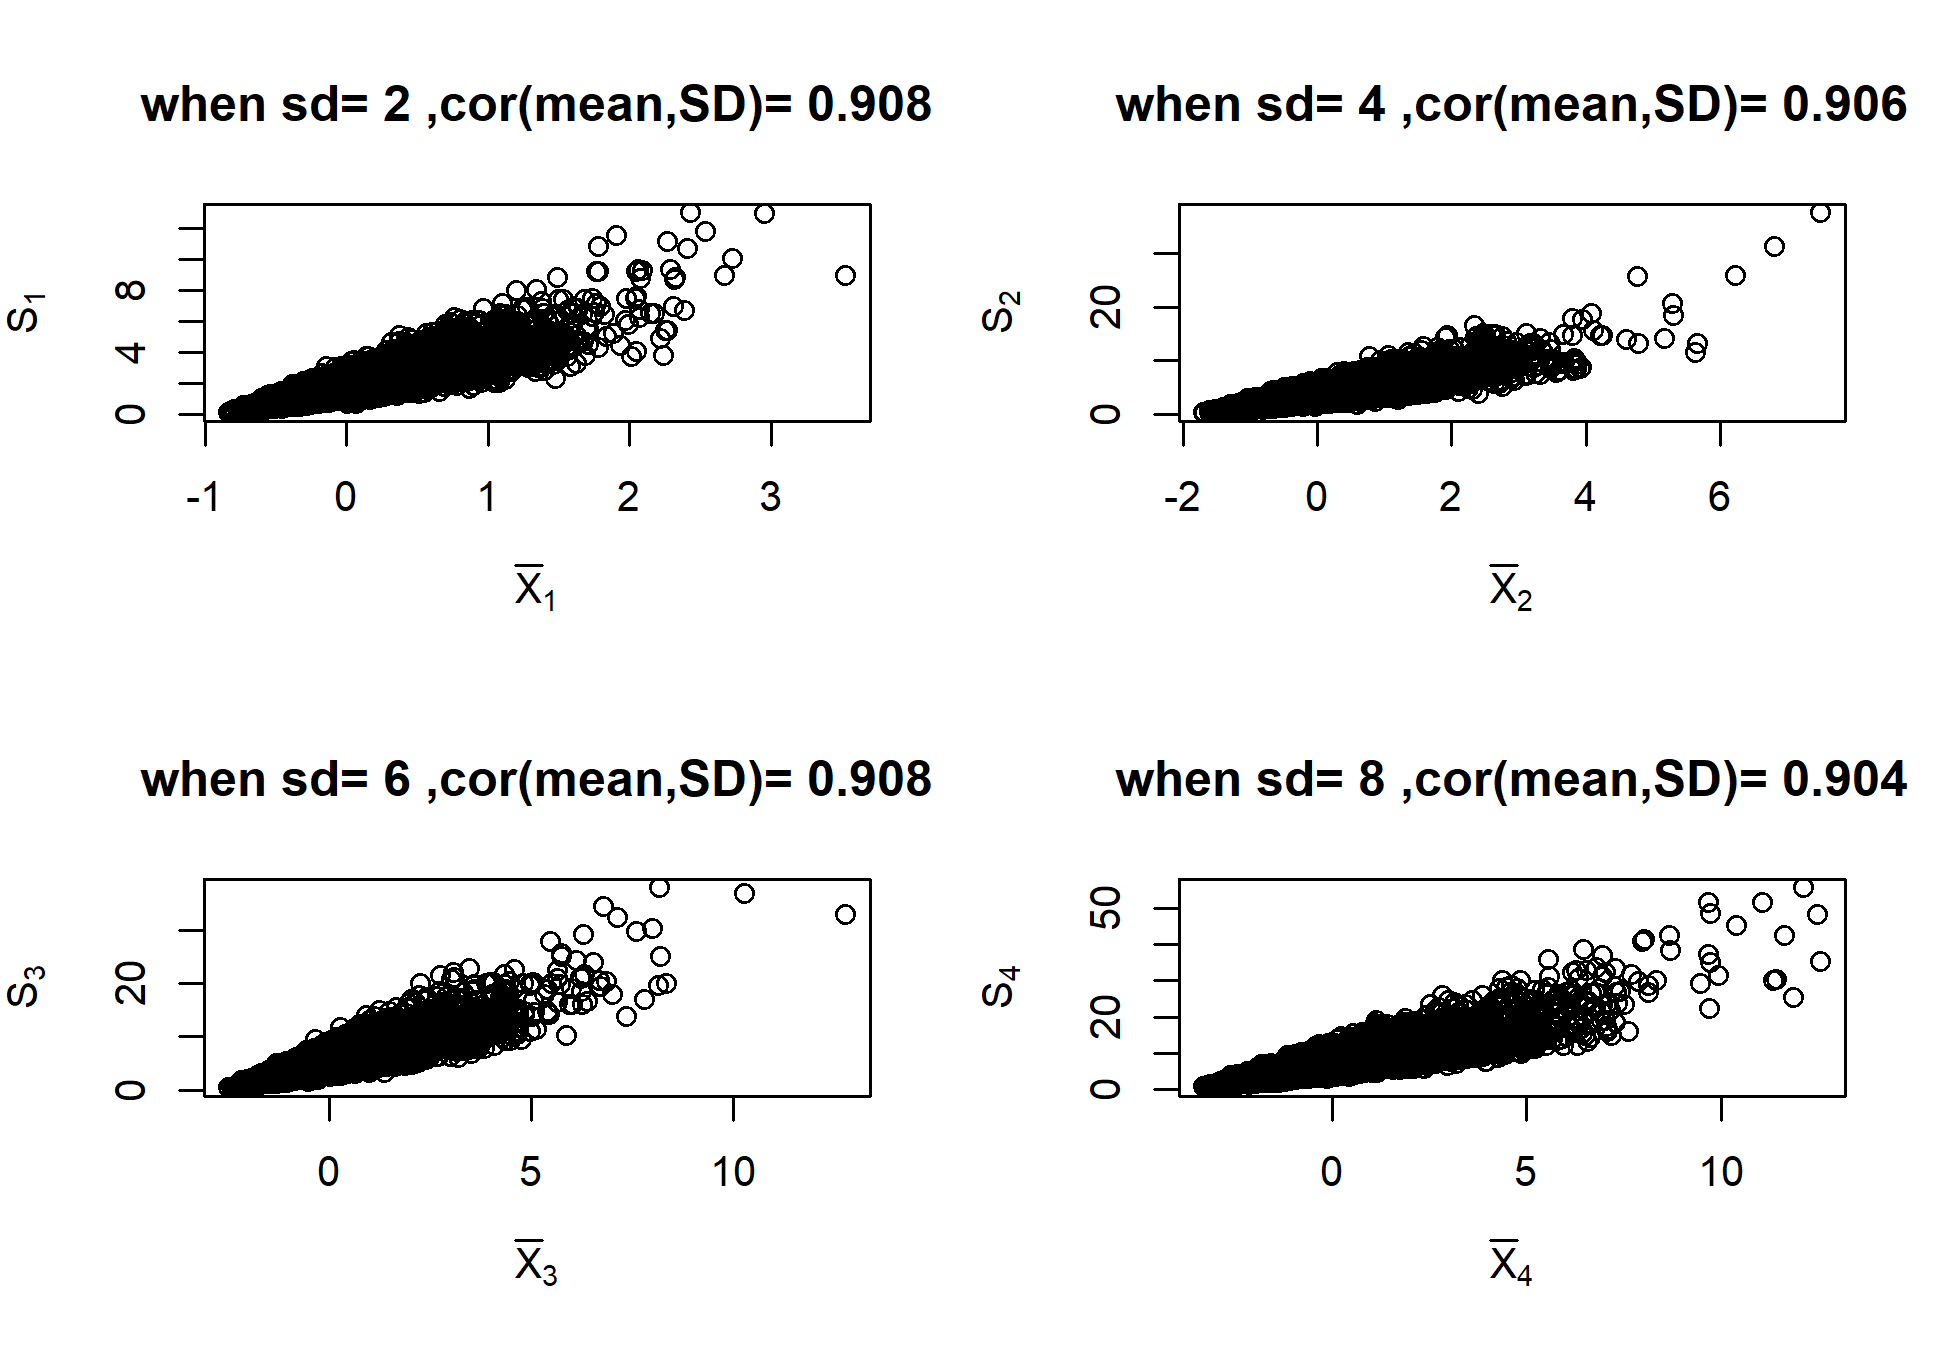 when sd= 2 ,cor(mean,SD)= 0.908
S1
8
4
0
-1 0 1 2 3
X̅1
when sd= 4 ,cor(mean,SD)= 0.906
S2
20
0
-2 0 2 4 6
X̅2
when sd= 6 ,cor(mean,SD)= 0.908
S3
20
0
0 5 10
X̅3
when sd= 8 ,cor(mean,SD)= 0.904
S4
50
20
0
0 5 10
X̅4